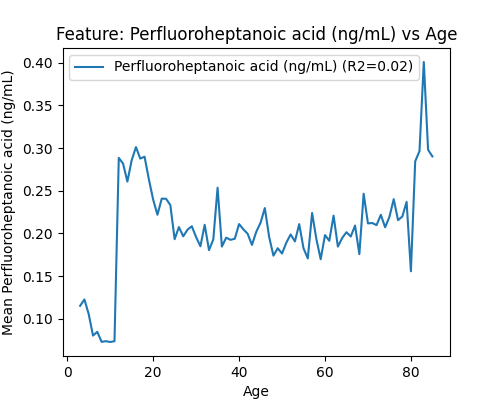 Feature: Perfluoroheptanoic acid (ng/mL) vs Age
Perfluoroheptanoic acid (ng/mL) (R2=0.02)
Mean Perfluoroheptanoic acid (ng/mL)
0.40
0.35
0.30
0.25
0.20
0.15
0.10
0 20 40 60 80
Age